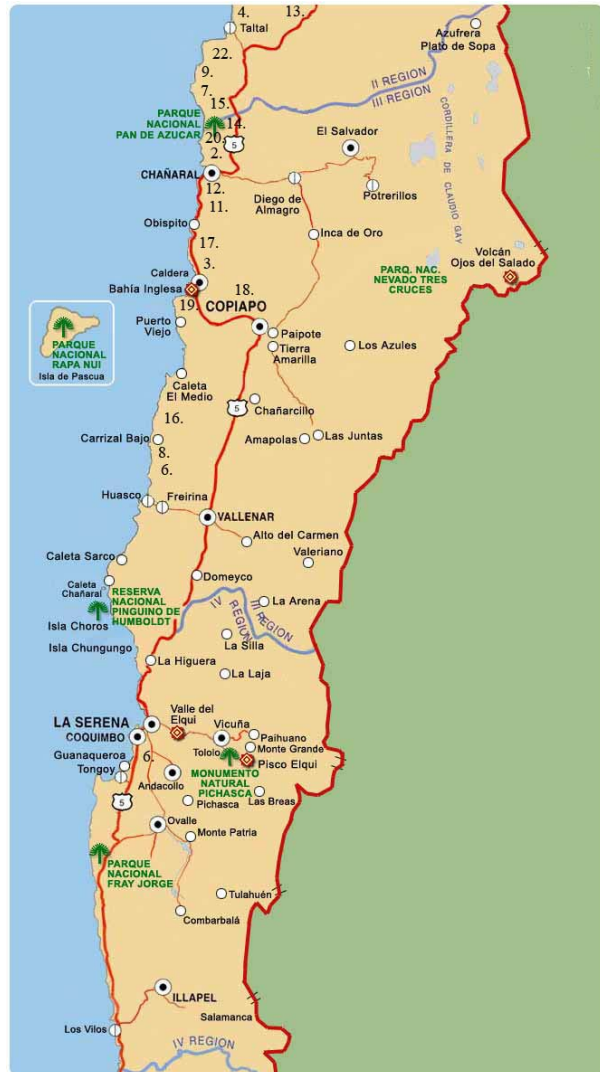 4.
13.
Taltal
Azufrera
Plato de Sopa
22.
9.
7.
II REGION
III REGION
15.
PARQUE
NACIONAL
PAN DE AZUCAR
14.
20.
5
2.
El Salvador
CORDILLERA DE CLAUDIO GAY
CHAÑARAL
12.
Diego de
Almagro
Potrerillos
11.
Obispito
Inca de Oro
17.
3.
Volcán
Ojos del Salado
Caldera
PARQ. NAC.
NEVADO TRES
CRUCES
Bahía Inglesa
18.
19.
COPIAPO
Puerto
Viejo
Paipote
Tierra
Amarilla
Los Azules
PARQUE
NACIONAL
RAPA NUI
Isla de Pascua
Caleta
El Medio
5
Chañarcillo
16.
Carrizal Bajo
Amapolas
Las Juntas
8.
6.
Huasco
Freirina
VALLENAR
Alto del Carmen
Caleta Sarco
Valeriano
Caleta
Chañaral
Domeyco
RESERVA
NACIONAL
PINGUINO DE
HUMBOLDT
La Arena
IV REGION
III REGION
Isla Choros
La Silla
Isla Chungungo
La Higuera
La Laja
Valle del
Elqui
LA SERENA
Vicuña
COQUIMBO
Paihuano
6.
Tololo
Monte Grande
Guanaqueroa
Pisco Elqui
Tongoy
MONUMENTO
NATURAL
PICHASCA
Andacollo
5
Pichasca
Las Breas
Ovalle
Monte Patria
PARQUE
NACIONAL
FRAY JORGE
Tulahuén
Combarbalá
ILLAPEL
Salamanca
Los Vilos
IV REGION